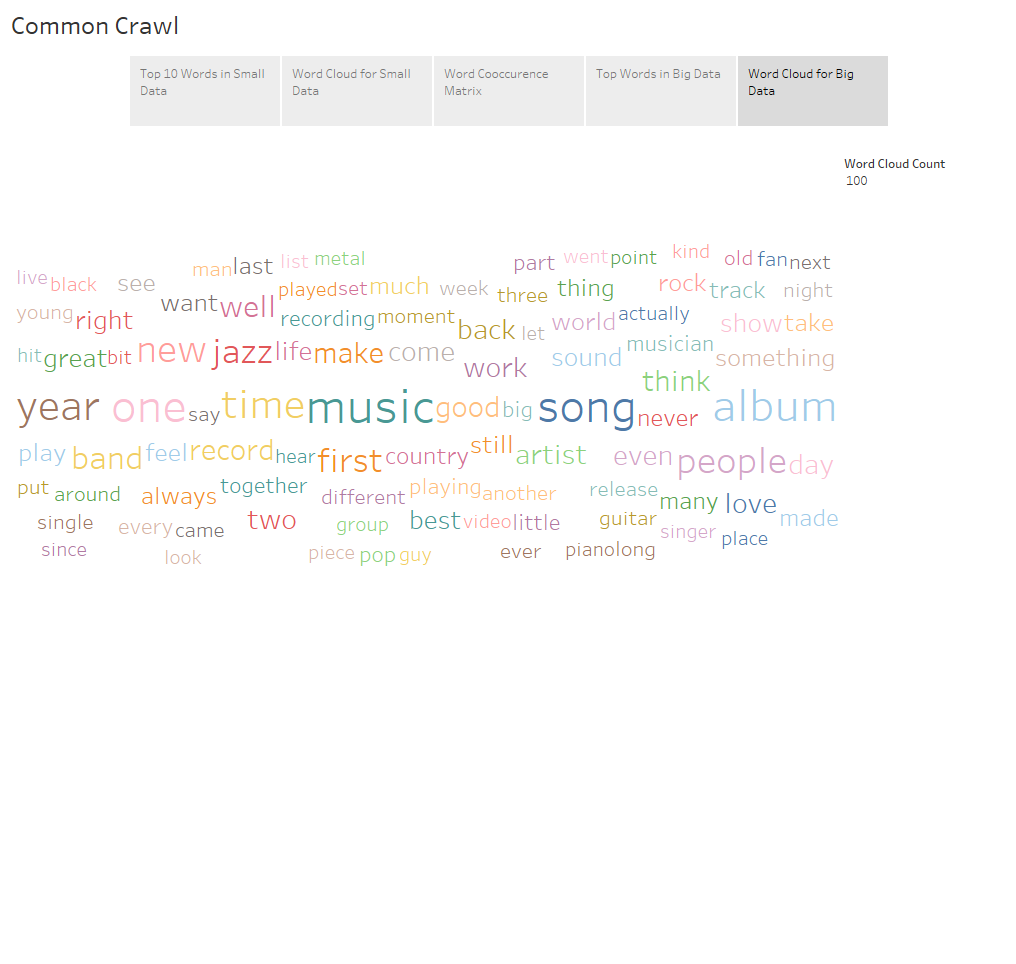 Common Crawl
Top 10 Words in Small Data
Word Cloud for Small Data
Word Cooccurence Matrix
Top Words in Big Data
Word Cloud for Big Data
Word Cloud Count
100
live black see man last list metal part went point kind old fan next
want well played set much week three thing rock track night
young right recording moment back let world actually show take
hit great bit new jazz life make come work sound musician something
think
year one say time music good big song never album
play band feel record hear first country still artist even people day
put around always together different playing another release many love
single every came two group best video little guitar singer place made
since look piece pop guy ever piano long